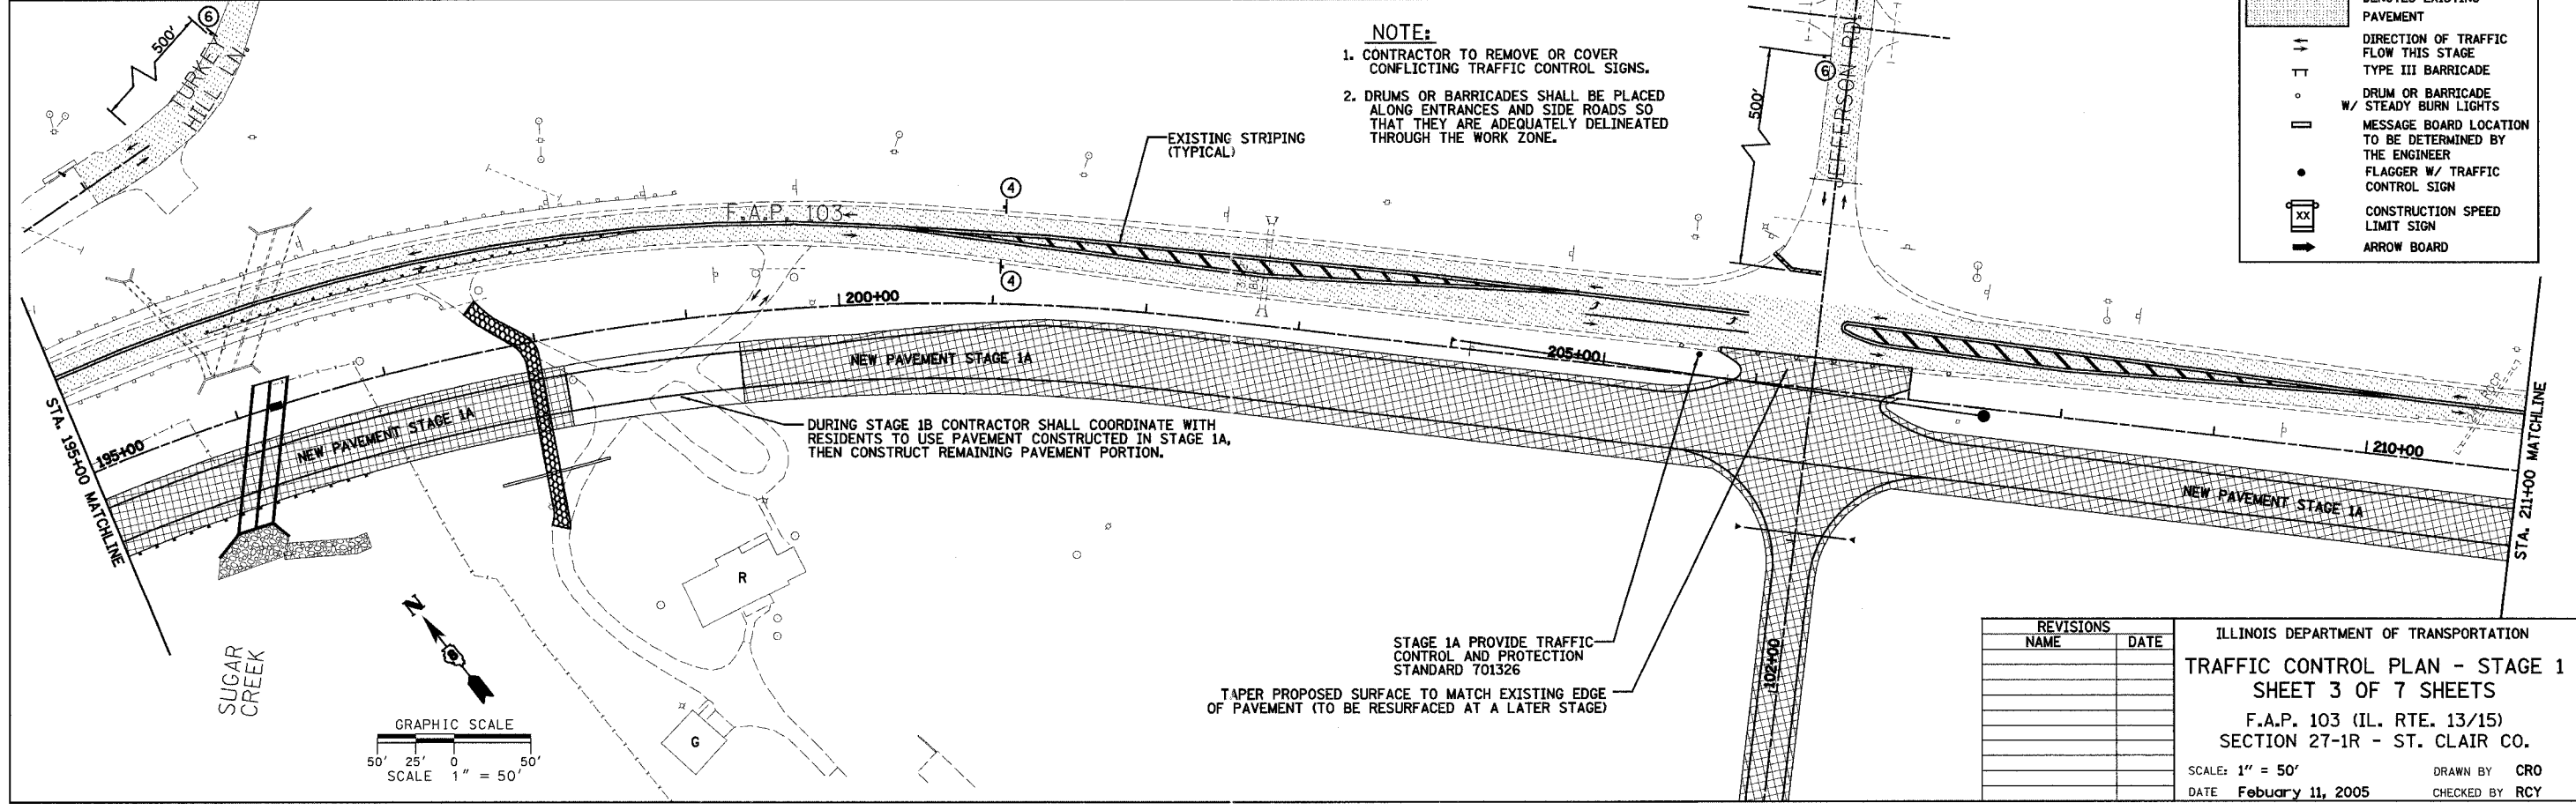 6
500'
TURKEY
HILL LN.
NOTE:
1. CONTRACTOR TO REMOVE OR COVER
CONFLICTING TRAFFIC CONTROL SIGNS.
2. DRUMS OR BARRICADES SHALL BE PLACED
ALONG ENTRANCES AND SIDE ROADS SO
THAT THEY ARE ADEQUATELY DELINEATED
THROUGH THE WORK ZONE.
6
500'
JEFFERSON RD.
DENOTES EXISTING
PAVEMENT
DIRECTION OF TRAFFIC
FLOW THIS STAGE
TYPE III BARRICADE
DRUM OR BARRICADE
W/ STEADY BURN LIGHTS
MESSAGE BOARD LOCATION
TO BE DETERMINED BY
THE ENGINEER
FLAGGER W/ TRAFFIC
CONTROL SIGN
XX
CONSTRUCTION SPEED
LIMIT SIGN
ARROW BOARD
EXISTING STRIPING
(TYPICAL)
4
F.A.P. 103
4
200+00
205+00
210+00
195+00
STA. 195+00 MATCHLINE
STA. 211+00 MATCHLINE
NEW PAVEMENT STAGE 1A
NEW PAVEMENT STAGE 1A
NEW PAVEMENT STAGE 1A
DURING STAGE 1B CONTRACTOR SHALL COORDINATE WITH
RESIDENTS TO USE PAVEMENT CONSTRUCTED IN STAGE 1A,
THEN CONSTRUCT REMAINING PAVEMENT PORTION.
R
G
N
SUGAR
CREEK
GRAPHIC SCALE
50' 25' 0 50'
SCALE 1" = 50'
STAGE 1A PROVIDE TRAFFIC
CONTROL AND PROTECTION
STANDARD 701326
TAPER PROPOSED SURFACE TO MATCH EXISTING EDGE
OF PAVEMENT (TO BE RESURFACED AT A LATER STAGE)
102+00
REVISIONS
NAME DATE
ILLINOIS DEPARTMENT OF TRANSPORTATION
TRAFFIC CONTROL PLAN - STAGE 1
SHEET 3 OF 7 SHEETS
F.A.P. 103 (IL. RTE. 13/15)
SECTION 27-1R - ST. CLAIR CO.
SCALE: 1" = 50'
DRAWN BY CRO
DATE Febuary 11, 2005
CHECKED BY RCY